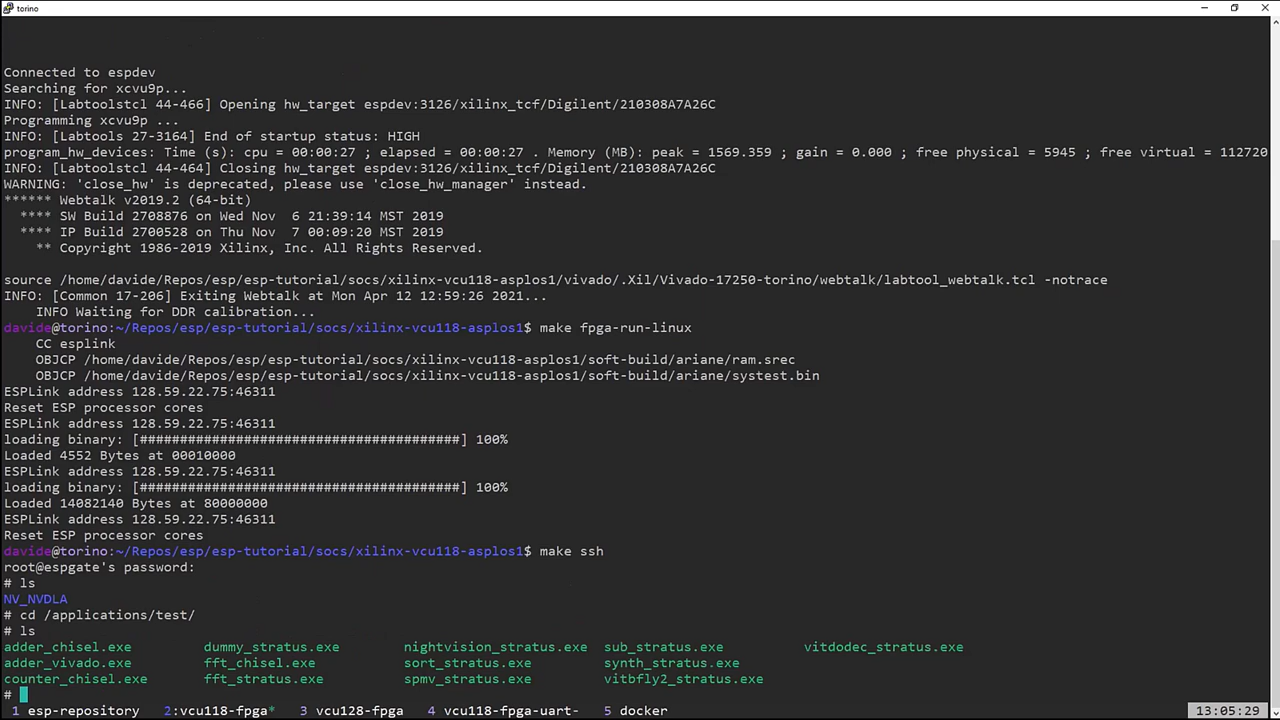 torino
Connected to espdev
Searching for xcvu9p...
INFO: [Labtoolstcl 44-466] Opening hw_target espdev:3126/xilinx_tcf/Digilent/210308A7A26C
Programming xcvu9p ...
INFO: [Labtools 27-3164] End of startup status: HIGH
program_hw_devices: Time (s): cpu = 00:00:27 ; elapsed = 00:00:27 . Memory (MB): peak = 1569.359 ; gain = 0.000 ; free physical = 5945 ; free virtual = 112720
INFO: [Labtoolstcl 44-464] Closing hw_target espdev:3126/xilinx_tcf/Digilent/210308A7A26C
WARNING: 'close_hw' is deprecated, please use 'close_hw_manager' instead.
****** Webtalk v2019.2 (64-bit)
  **** SW Build 2708876 on Wed Nov  6 21:39:14 MST 2019
  **** IP Build 2700528 on Thu Nov  7 00:09:20 MST 2019
    ** Copyright 1986-2019 Xilinx, Inc. All Rights Reserved.
source /home/davide/Repos/esp/esp-tutorial/socs/xilinx-vcu118-asplos1/vivado/.Xil/Vivado-17250-torino/webtalk/labtool_webtalk.tcl -notrace
INFO: [Common 17-206] Exiting Webtalk at Mon Apr 12 12:59:26 2021...
    INFO Waiting for DDR calibration...
davide@torino:~/Repos/esp/esp-tutorial/socs/xilinx-vcu118-asplos1$ make fpga-run-linux
    CC esplink
    OBJCP /home/davide/Repos/esp/esp-tutorial/socs/xilinx-vcu118-asplos1/soft-build/ariane/ram.srec
    OBJCP /home/davide/Repos/esp/esp-tutorial/socs/xilinx-vcu118-asplos1/soft-build/ariane/systest.bin
ESPLink address 128.59.22.75:46311
Reset ESP processor cores
ESPLink address 128.59.22.75:46311
loading binary: [########################################] 100%
Loaded 4552 Bytes at 00010000
ESPLink address 128.59.22.75:46311
loading binary: [########################################] 100%
Loaded 14082140 Bytes at 80000000
ESPLink address 128.59.22.75:46311
Reset ESP processor cores
davide@torino:~/Repos/esp/esp-tutorial/socs/xilinx-vcu118-asplos1$ make ssh
root@espgate's password:
# ls
NV_NVDLA
# cd /applications/test/
# ls
adder_chisel.exe dummy_stratus.exe nightvision_stratus.exe sub_stratus.exe vitdodec_stratus.exe
adder_vivado.exe fft_chisel.exe sort_stratus.exe synth_stratus.exe
counter_chisel.exe fft_stratus.exe spmv_stratus.exe vitbfly2_stratus.exe
#
1 esp-repository 2:vcu118-fpga* 3 vcu128-fpga 4 vcu118-fpga-uart- 5 docker 13:05:29